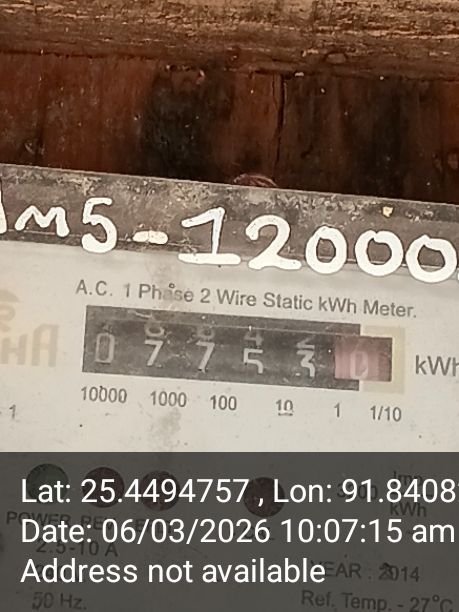 M5-12000
A.C. 1 Phase 2 Wire Static kWh Meter.
0 7 7 5 3 0 kWh
10000 1000 100 10 1 1/10
Lat: 25.4494757 , Lon: 91.8408
Date: 06/03/2026 10:07:15 am
Address not available
kWh
2.5-10 A
YEAR : 2014
50 Hz.
Ref. Temp. - 27°C